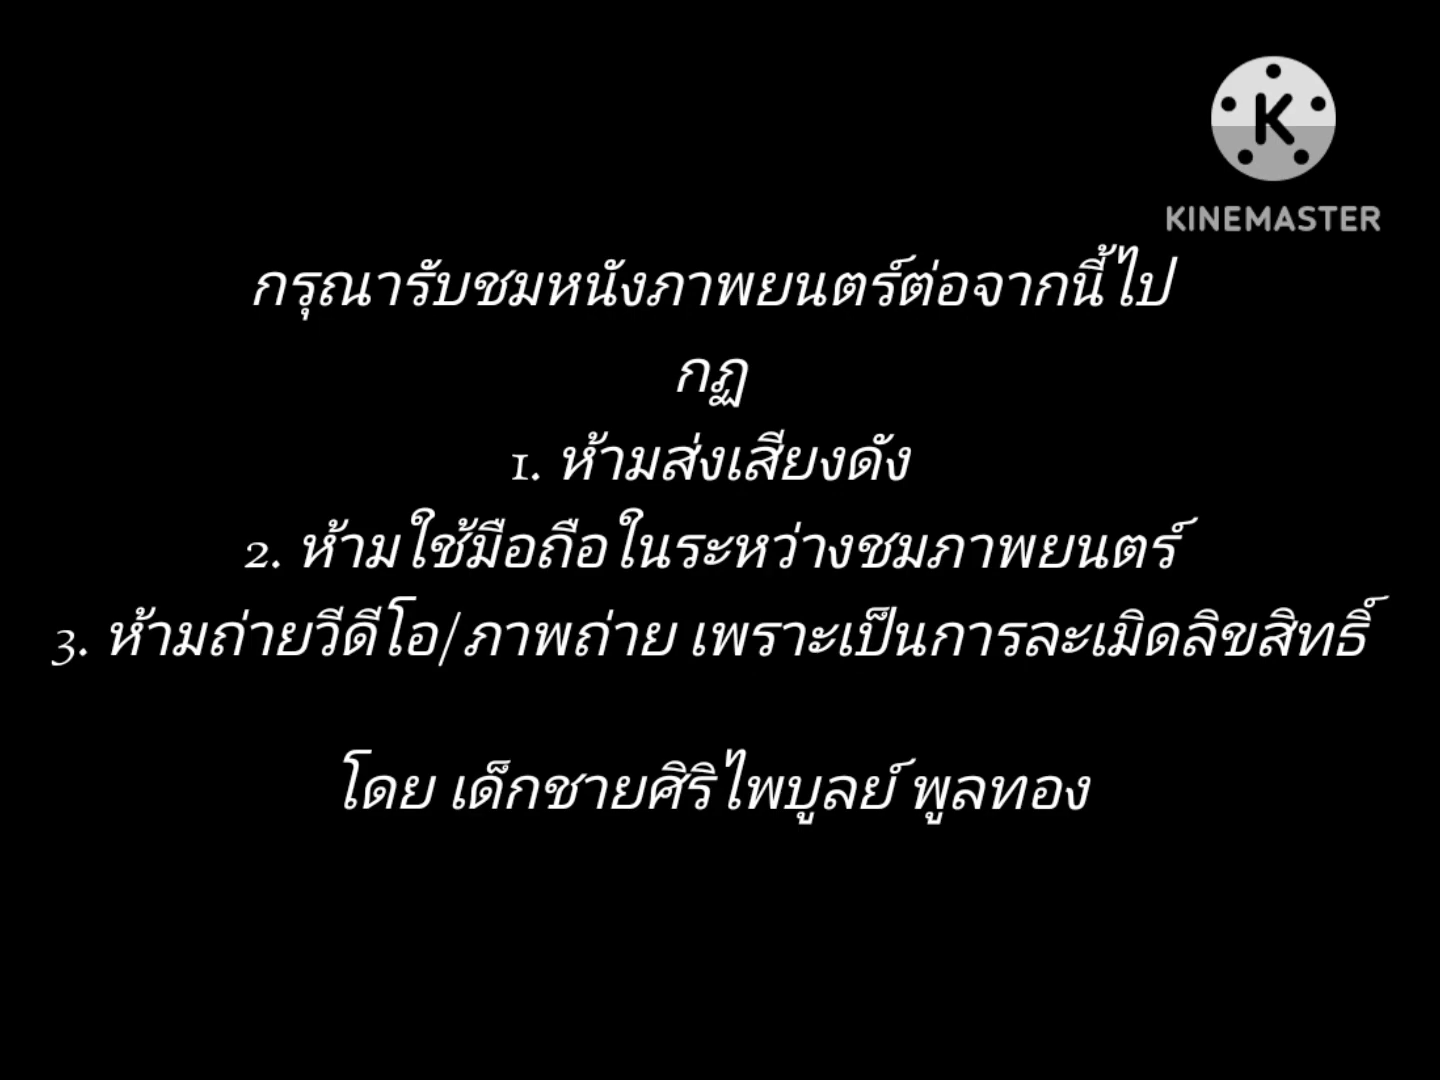 KINEMASTER
กรุณารับชมหนังภาพยนตร์ต่อจากนี้ไป
กฏ
1. ห้ามส่งเสียงดัง
2. ห้ามใช้มือถือในระหว่างชมภาพยนตร์
3. ห้ามถ่ายวีดีโอ/ภาพถ่าย เพราะเป็นการละเมิดลิขสิทธิ์
โดย เด็กชายศิริไพบูลย์ พูลทอง